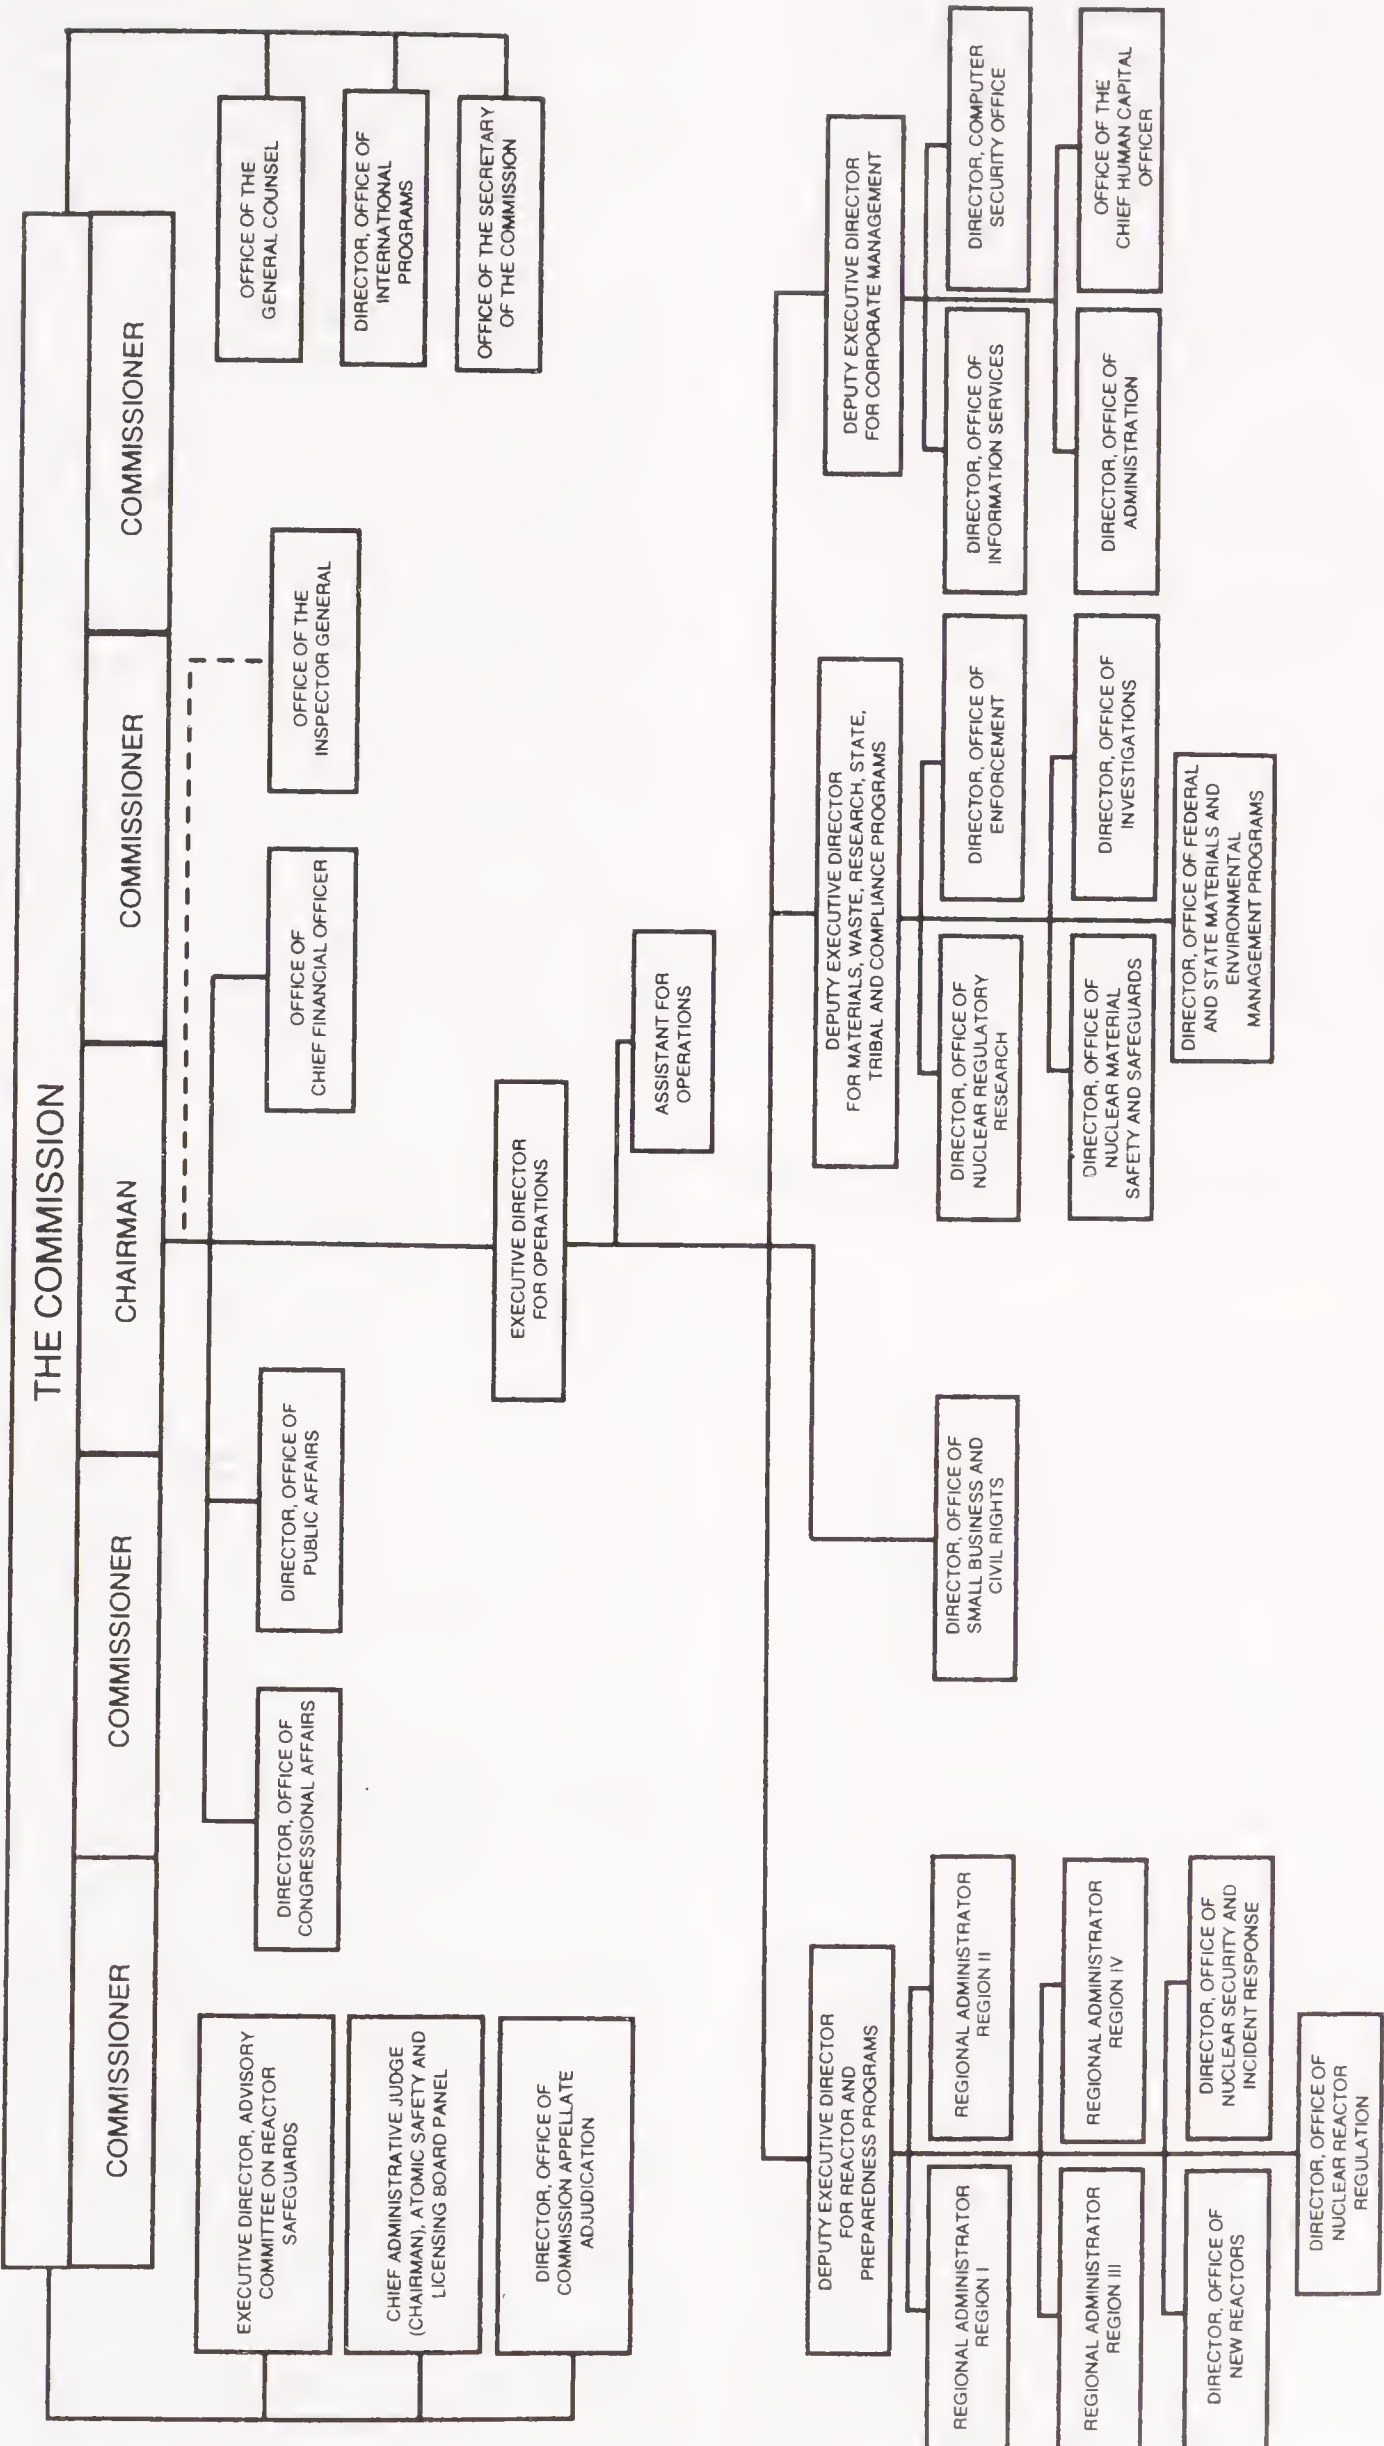 THE COMMISSION
COMMISSIONER
COMMISSIONER
CHAIRMAN
COMMISSIONER
COMMISSIONER
EXECUTIVE DIRECTOR, ADVISORY
COMMITTEE ON REACTOR
SAFEGUARDS
CHIEF ADMINISTRATIVE JUDGE
(CHAIRMAN), ATOMIC SAFETY AND
LICENSING BOARD PANEL
DIRECTOR, OFFICE OF
COMMISSION APPELLATE
ADJUDICATION
DIRECTOR, OFFICE OF
CONGRESSIONAL AFFAIRS
DIRECTOR, OFFICE OF
PUBLIC AFFAIRS
OFFICE OF
CHIEF FINANCIAL OFFICER
OFFICE OF THE
INSPECTOR GENERAL
OFFICE OF THE
GENERAL COUNSEL
DIRECTOR, OFFICE OF
INTERNATIONAL
PROGRAMS
OFFICE OF THE SECRETARY
OF THE COMMISSION
EXECUTIVE DIRECTOR
FOR OPERATIONS
ASSISTANT FOR
OPERATIONS
DEPUTY EXECUTIVE DIRECTOR
FOR REACTOR AND
PREPAREDNESS PROGRAMS
REGIONAL ADMINISTRATOR
REGION I
REGIONAL ADMINISTRATOR
REGION II
REGIONAL ADMINISTRATOR
REGION III
REGIONAL ADMINISTRATOR
REGION IV
DIRECTOR, OFFICE OF
NEW REACTORS
DIRECTOR, OFFICE OF
NUCLEAR SECURITY AND
INCIDENT RESPONSE
DIRECTOR, OFFICE OF
NUCLEAR REACTOR
REGULATION
DIRECTOR, OFFICE OF
SMALL BUSINESS AND
CIVIL RIGHTS
DEPUTY EXECUTIVE DIRECTOR
FOR MATERIALS, WASTE, RESEARCH, STATE,
TRIBAL AND COMPLIANCE PROGRAMS
DIRECTOR, OFFICE OF
NUCLEAR REGULATORY
RESEARCH
DIRECTOR, OFFICE OF
ENFORCEMENT
DIRECTOR, OFFICE OF
NUCLEAR MATERIAL
SAFETY AND SAFEGUARDS
DIRECTOR, OFFICE OF
INVESTIGATIONS
DIRECTOR, OFFICE OF FEDERAL
AND STATE MATERIALS AND
ENVIRONMENTAL
MANAGEMENT PROGRAMS
DEPUTY EXECUTIVE DIRECTOR
FOR CORPORATE MANAGEMENT
DIRECTOR, OFFICE OF
INFORMATION SERVICES
DIRECTOR, COMPUTER
SECURITY OFFICE
DIRECTOR, OFFICE OF
ADMINISTRATION
OFFICE OF THE
CHIEF HUMAN CAPITAL
OFFICER